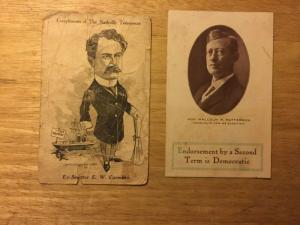 Compliments of The Nashville Tennessean
Ex-Senator E. W. Carmack
HON. MALCOLM R. PATTERSON
Endorsement by a Second
Term is Democratic